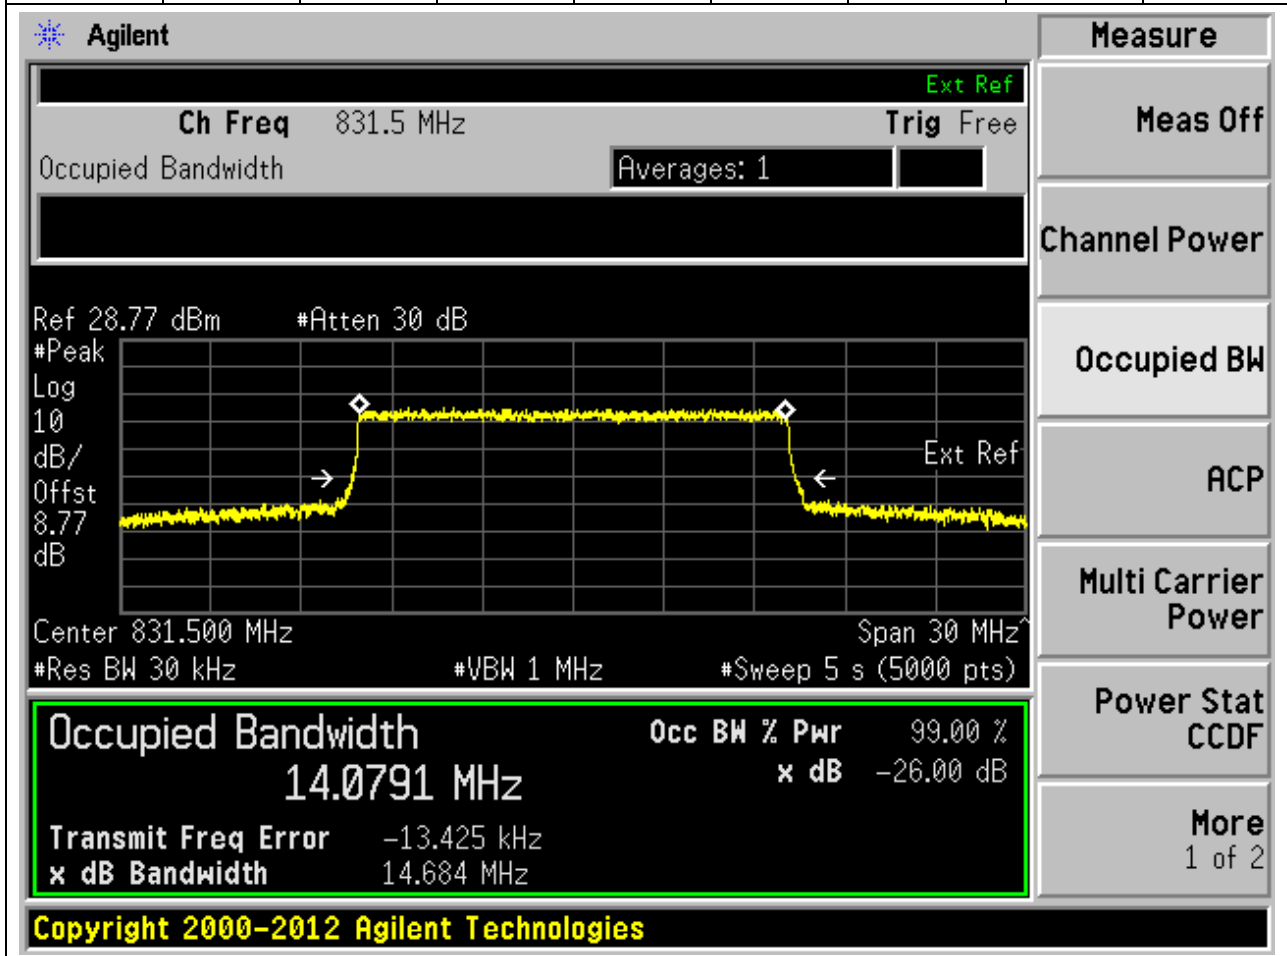 Agilent
Measure
Ext Ref
Ch Freq 831.5 MHz Trig Free
Meas Off
Occupied Bandwidth Averages: 1
Channel Power
Ref 28.77 dBm #Atten 30 dB
#Peak
Log
10
dB/
Offst
8.77
dB
Ext Ref
Occupied BW
ACP
Center 831.500 MHz Span 30 MHz^
#Res BW 30 kHz #VBW 1 MHz #Sweep 5 s (5000 pts)
Multi Carrier
Power
Occupied Bandwidth Occ BW % Pwr 99.00 %
14.0791 MHz x dB -26.00 dB
Transmit Freq Error -13.425 kHz
x dB Bandwidth 14.684 MHz
Power Stat
CCDF
More
1 of 2
Copyright 2000-2012 Agilent Technologies